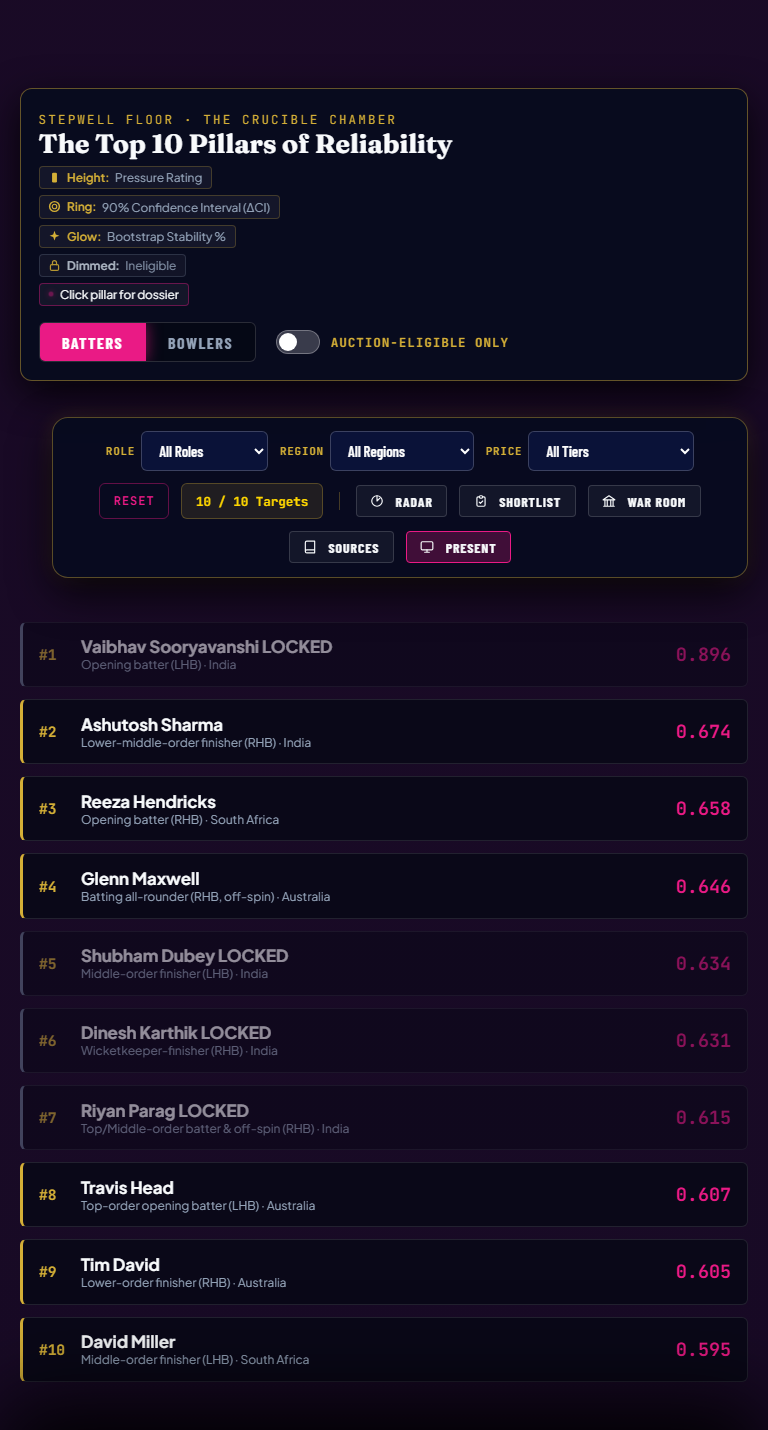 STEPWELL FLOOR · THE CRUCIBLE CHAMBER
The Top 10 Pillars of Reliability
Height: Pressure Rating
Ring: 90% Confidence Interval (ΔCI)
Glow: Bootstrap Stability %
Dimmed: Ineligible
Click pillar for dossier
BATTERS BOWLERS AUCTION-ELIGIBLE ONLY
ROLE All Roles REGION All Regions PRICE All Tiers
RESET 10 / 10 Targets RADAR SHORTLIST WAR ROOM
SOURCES PRESENT
#1 Vaibhav Sooryavanshi LOCKED 0.896
Opening batter (LHB) · India
#2 Ashutosh Sharma 0.674
Lower-middle-order finisher (RHB) · India
#3 Reeza Hendricks 0.658
Opening batter (RHB) · South Africa
#4 Glenn Maxwell 0.646
Batting all-rounder (RHB, off-spin) · Australia
#5 Shubham Dubey LOCKED 0.634
Middle-order finisher (LHB) · India
#6 Dinesh Karthik LOCKED 0.631
Wicketkeeper-finisher (RHB) · India
#7 Riyan Parag LOCKED 0.615
Top/Middle-order batter & off-spin (RHB) · India
#8 Travis Head 0.607
Top-order opening batter (LHB) · Australia
#9 Tim David 0.605
Lower-order finisher (RHB) · Australia
#10 David Miller 0.595
Middle-order finisher (LHB) · South Africa